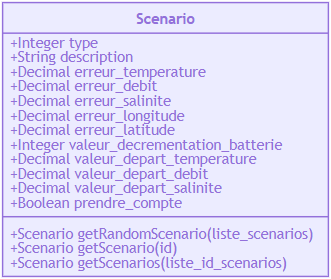 Scenario
+Integer type
+String description
+Decimal erreur_temperature
+Decimal erreur_debit
+Decimal erreur_salinite
+Decimal erreur_longitude
+Decimal erreur_latitude
+Integer valeur_decrementation_batterie
+Decimal valeur_depart_temperature
+Decimal valeur_depart_debit
+Decimal valeur_depart_salinite
+Boolean prendre_compte
+Scenario getRandomScenario(liste_scenarios)
+Scenario getScenario(id)
+Scenario getScenarios(liste_id_scenarios)